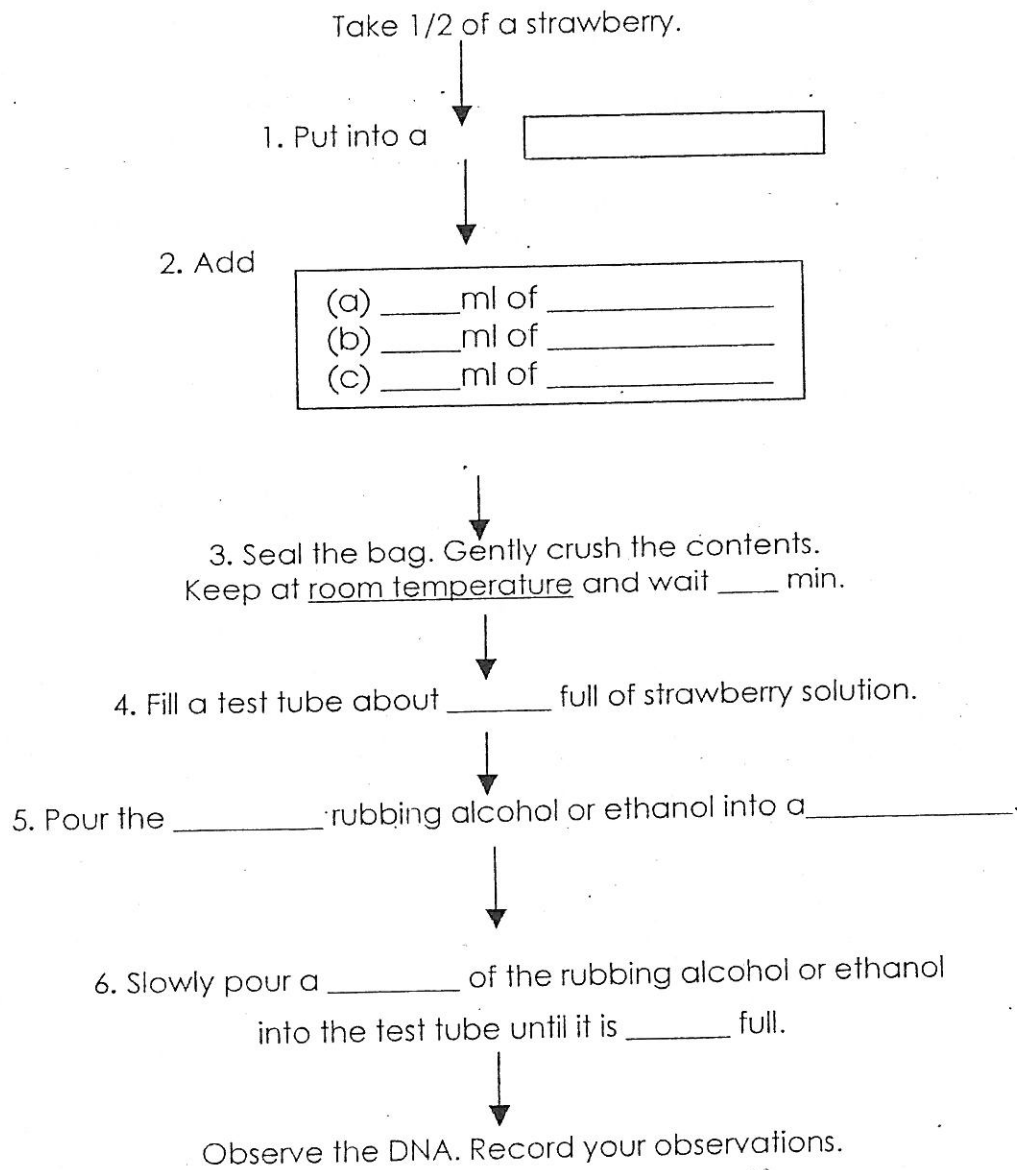 Take 1/2 of a strawberry.
1. Put into a
2. Add
(a) _____ml of _______________
(b) _____ml of _______________
(c) _____ml of _______________
3. Seal the bag. Gently crush the contents.
Keep at room temperature and wait ____ min.
4. Fill a test tube about _______ full of strawberry solution.
5. Pour the __________ rubbing alcohol or ethanol into a______________.
6. Slowly pour a _________ of the rubbing alcohol or ethanol
into the test tube until it is _______ full.
Observe the DNA. Record your observations.